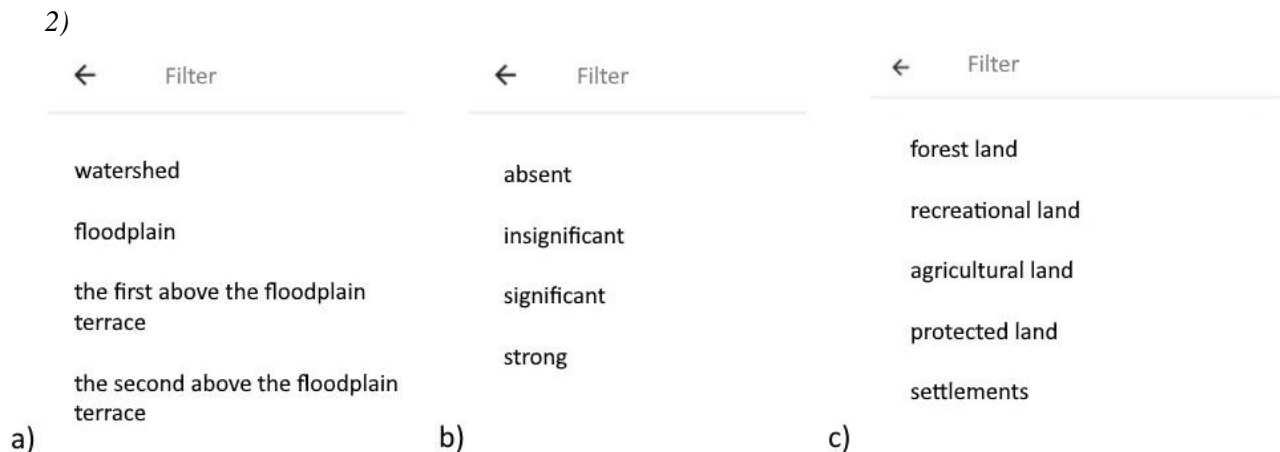 2)
Filter
watershed
floodplain
the first above the floodplain
terrace
the second above the floodplain
terrace
a)
Filter
absent
insignificant
significant
strong
b)
Filter
forest land
recreational land
agricultural land
protected land
settlements
c)